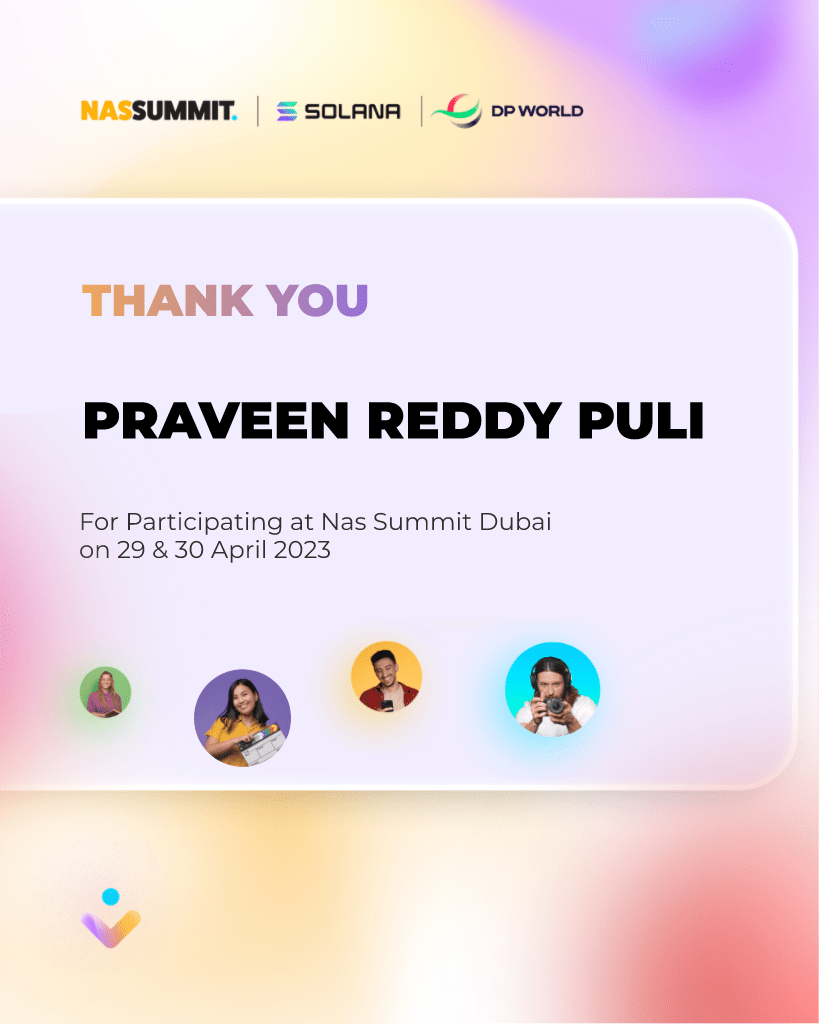 NASSUMMIT. | SOLANA | DP WORLD
THANK YOU
PRAVEEN REDDY PULI
For Participating at Nas Summit Dubai
on 29 & 30 April 2023